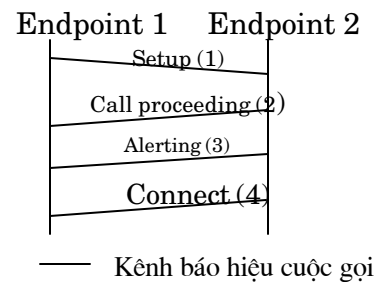 Endpoint 1 Endpoint 2
Setup (1)
Call proceeding (2)
Alerting (3)
Connect (4)
Kênh báo hiệu cuộc gọi